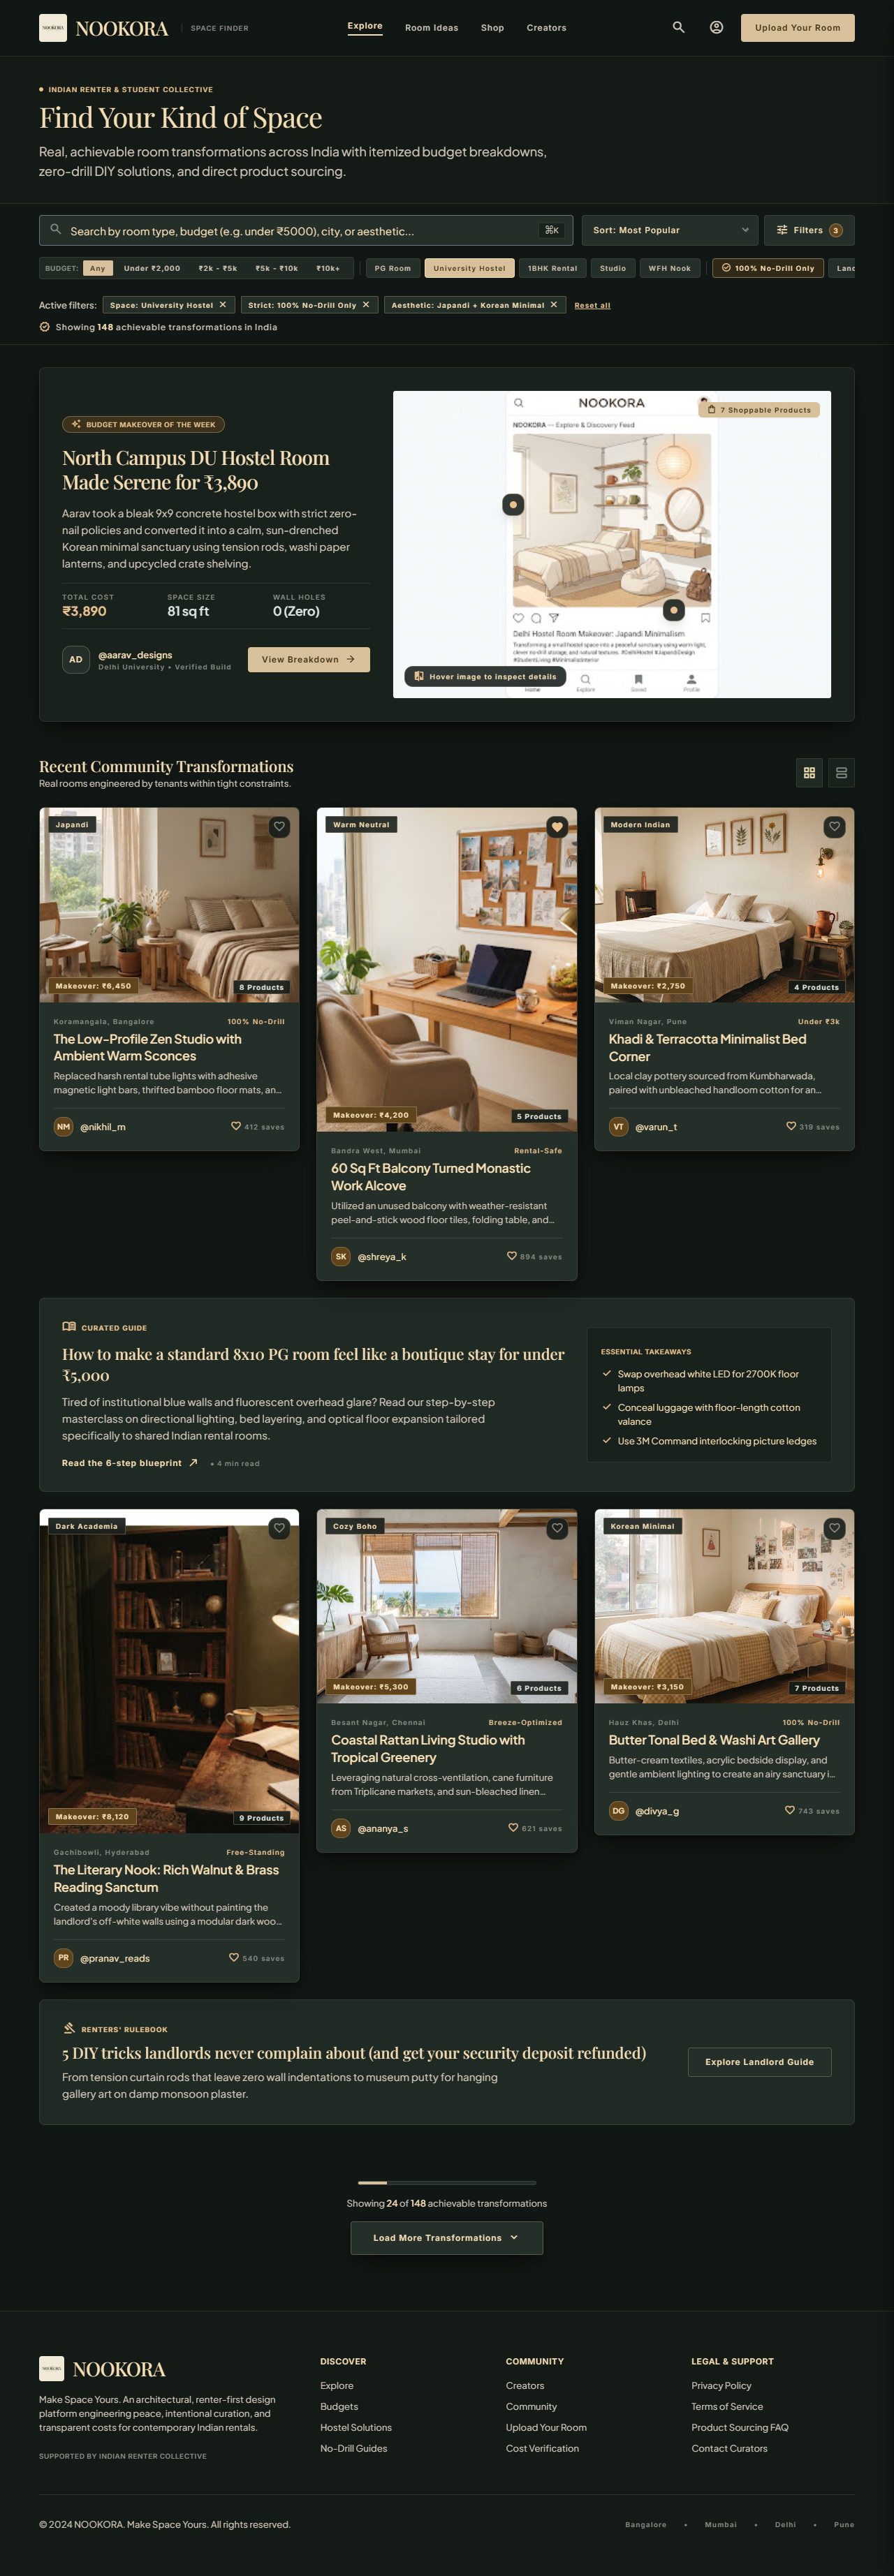 NOOKORA
NOOKORA
SPACE FINDER
Explore
Room Ideas
Shop
Creators
Upload Your Room
INDIAN RENTER & STUDENT COLLECTIVE
Find Your Kind of Space
Real, achievable room transformations across India with itemized budget breakdowns,
zero-drill DIY solutions, and direct product sourcing.
Search by room type, budget (e.g. under ₹5000), city, or aesthetic...
⌘K
Sort: Most Popular
Filters 3
BUDGET:
Any
Under ₹2,000
₹2k - ₹5k
₹5k - ₹10k
₹10k+
PG Room
University Hostel
1BHK Rental
Studio
WFH Nook
100% No-Drill Only
Active filters:
Space: University Hostel ✕
Strict: 100% No-Drill Only ✕
Aesthetic: Japandi + Korean Minimal ✕
Reset all
Showing 148 achievable transformations in India
BUDGET MAKEOVER OF THE WEEK
North Campus DU Hostel Room
Made Serene for ₹3,890
Aarav took a bleak 9x9 concrete hostel box with strict zero-
nail policies and converted it into a calm, sun-drenched
Korean minimal sanctuary using tension rods, washi paper
lanterns, and upcycled crate shelving.
TOTAL COST
SPACE SIZE
WALL HOLES
₹3,890
81 sq ft
0 (Zero)
AD
@aarav_designs
Delhi University • Verified Build
View Breakdown
NOOKORA
7 Shoppable Products
NOOKORA — Explore & Discovery Feed
Delhi Hostel Room Makeover: Japandi Minimalism
Transforming a small hostel space into a peaceful sanctuary,
Hover image to inspect details
Home
Explore
Saved
Profile
Recent Community Transformations
Real rooms engineered by tenants within tight constraints.
Japandi
Makeover: ₹6,450
8 Products
Koramangala, Bangalore
100% No-Drill
The Low-Profile Zen Studio with
Ambient Warm Sconces
Replaced harsh rental tube lights with adhesive
magnetic light bars, thrifted bamboo floor mats, an...
NM
@nikhil_m
412 saves
Warm Neutral
Makeover: ₹4,200
5 Products
Bandra West, Mumbai
Rental-Safe
60 Sq Ft Balcony Turned Monastic
Work Alcove
Utilized an unused balcony with weather-resistant
peel-and-stick wood floor tiles, folding table, and...
SK
@shreya_k
894 saves
Modern Indian
Makeover: ₹2,750
4 Products
Viman Nagar, Pune
Under ₹3k
Khadi & Terracotta Minimalist Bed
Corner
Local clay pottery sourced from Kumbharwada,
paired with unbleached handloom cotton for an...
VT
@varun_t
319 saves
CURATED GUIDE
How to make a standard 8x10 PG room feel like a boutique stay for under
₹5,000
Tired of institutional blue walls and fluorescent overhead glare? Read our step-by-step
masterclass on directional lighting, bed layering, and optical floor expansion tailored
specifically to shared Indian rental rooms.
Read the 6-step blueprint
• 4 min read
ESSENTIAL TAKEAWAYS
Swap overhead white LED for 2700K floor
lamps
Conceal luggage with floor-length cotton
valance
Use 3M Command interlocking picture ledges
Dark Academia
Makeover: ₹8,120
9 Products
Gachibowli, Hyderabad
Free-Standing
The Literary Nook: Rich Walnut & Brass
Reading Sanctum
Created a moody library vibe without painting the
landlord's off-white walls using a modular dark woo...
PR
@pranav_reads
540 saves
Cozy Boho
Makeover: ₹5,300
6 Products
Besant Nagar, Chennai
Breeze-Optimized
Coastal Rattan Living Studio with
Tropical Greenery
Leveraging natural cross-ventilation, cane furniture
from Triplicane markets, and sun-bleached linen...
AS
@ananya_s
621 saves
Korean Minimal
Makeover: ₹3,150
7 Products
Hauz Khas, Delhi
100% No-Drill
Butter Tonal Bed & Washi Art Gallery
Butter-cream textiles, acrylic bedside display, and
gentle ambient lighting to create an airy sanctuary i...
DG
@divya_g
743 saves
RENTERS' RULEBOOK
5 DIY tricks landlords never complain about (and get your security deposit refunded)
From tension curtain rods that leave zero wall indentations to museum putty for hanging
gallery art on damp monsoon plaster.
Explore Landlord Guide
Showing 24 of 148 achievable transformations
Load More Transformations
NOOKORA
NOOKORA
Make Space Yours. An architectural, renter-first design
platform engineering peace, intentional curation, and
transparent costs for contemporary Indian rentals.
SUPPORTED BY INDIAN RENTER COLLECTIVE
DISCOVER
Explore
Budgets
Hostel Solutions
No-Drill Guides
COMMUNITY
Creators
Community
Upload Your Room
Cost Verification
LEGAL & SUPPORT
Privacy Policy
Terms of Service
Product Sourcing FAQ
Contact Curators
© 2024 NOOKORA. Make Space Yours. All rights reserved.
Bangalore • Mumbai • Delhi • Pune